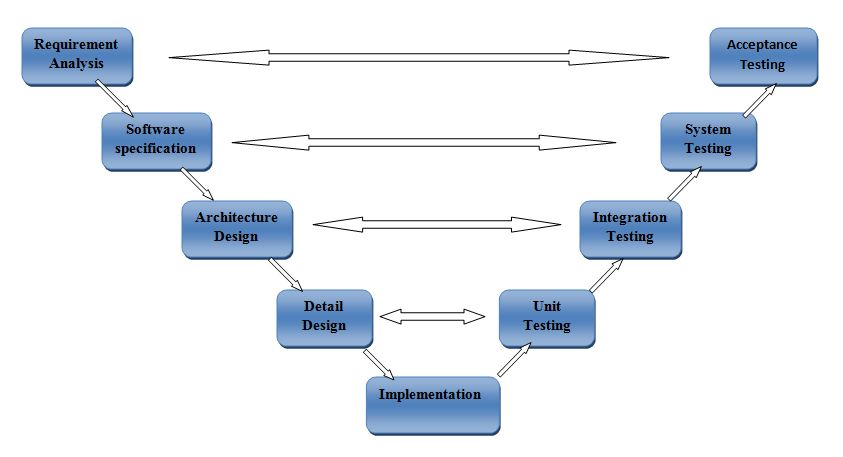 Requirement
Analysis
Acceptance
Testing
Software
specification
System
Testing
Architecture
Design
Integration
Testing
Detail
Design
Unit
Testing
Implementation